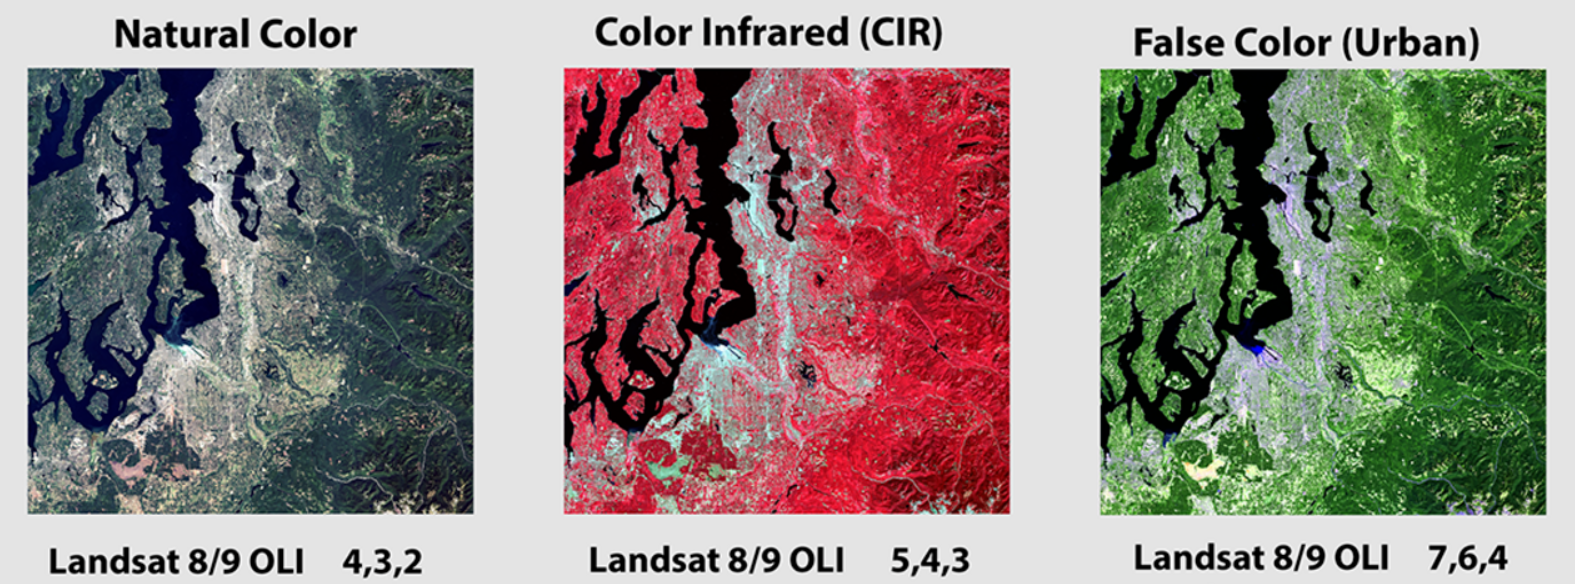 Natural Color
Color Infrared (CIR)
False Color (Urban)
Landsat 8/9 OLI 4,3,2
Landsat 8/9 OLI 5,4,3
Landsat 8/9 OLI 7,6,4